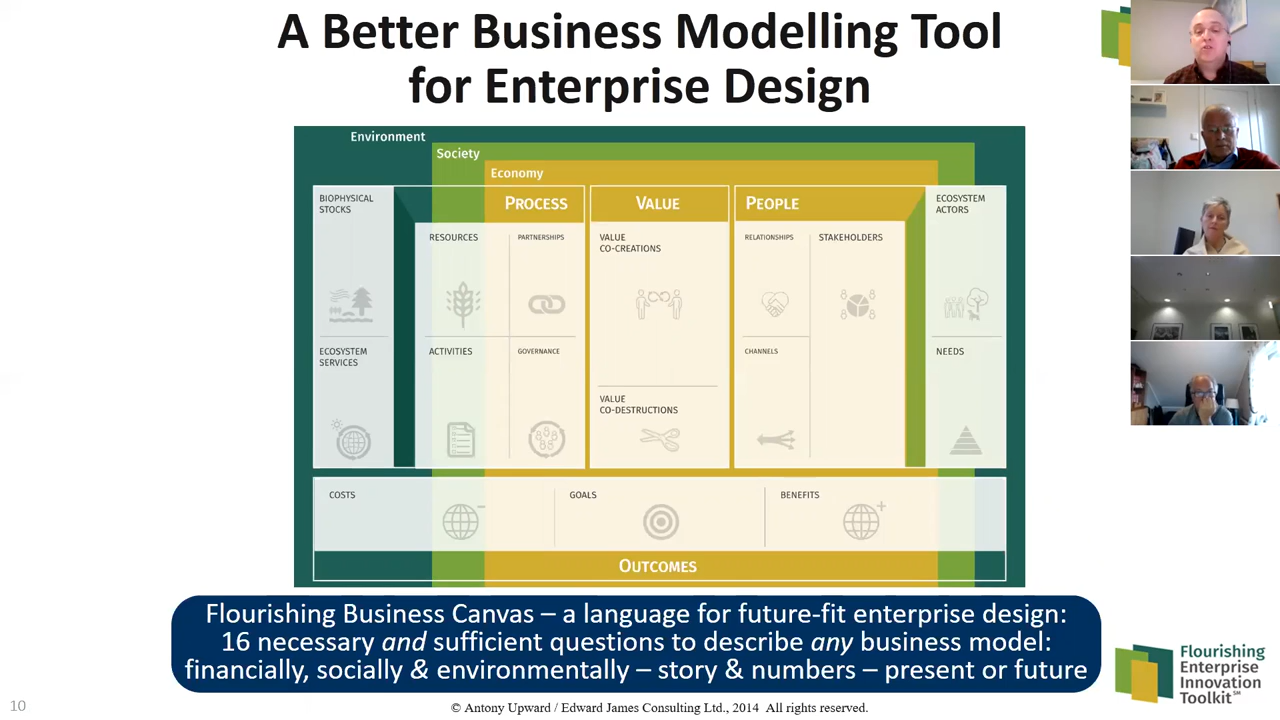 A Better Business Modelling Tool
for Enterprise Design
Environment
Society
Economy
PROCESS
VALUE
PEOPLE
BIOPHYSICAL
STOCKS
RESOURCES
PARTNERSHIPS
VALUE
CO-CREATIONS
RELATIONSHIPS
STAKEHOLDERS
ECOSYSTEM
ACTORS
ECOSYSTEM
SERVICES
ACTIVITIES
GOVERNANCE
VALUE
CO-DESTRUCTIONS
CHANNELS
NEEDS
COSTS
GOALS
BENEFITS
OUTCOMES
Flourishing Business Canvas – a language for future-fit enterprise design:
16 necessary and sufficient questions to describe any business model:
financially, socially & environmentally – story & numbers – present or future
Flourishing
Enterprise
Innovation
Toolkit℠
10
© Antony Upward / Edward James Consulting Ltd., 2014 All rights reserved.